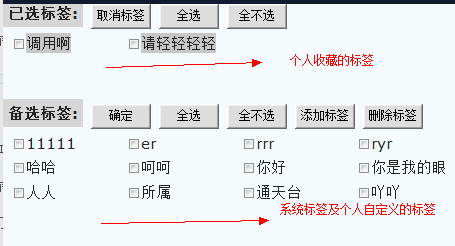 已选标签: 取消标签 全选 全不选
调用啊 请轻轻轻轻
个人收藏的标签
备选标签: 确定 全选 全不选 添加标签 删除标签
11111 er rrr ryr
哈哈 呵呵 你好 你是我的眼
人人 所属 通天台 吖吖
系统标签及个人自定义的标签